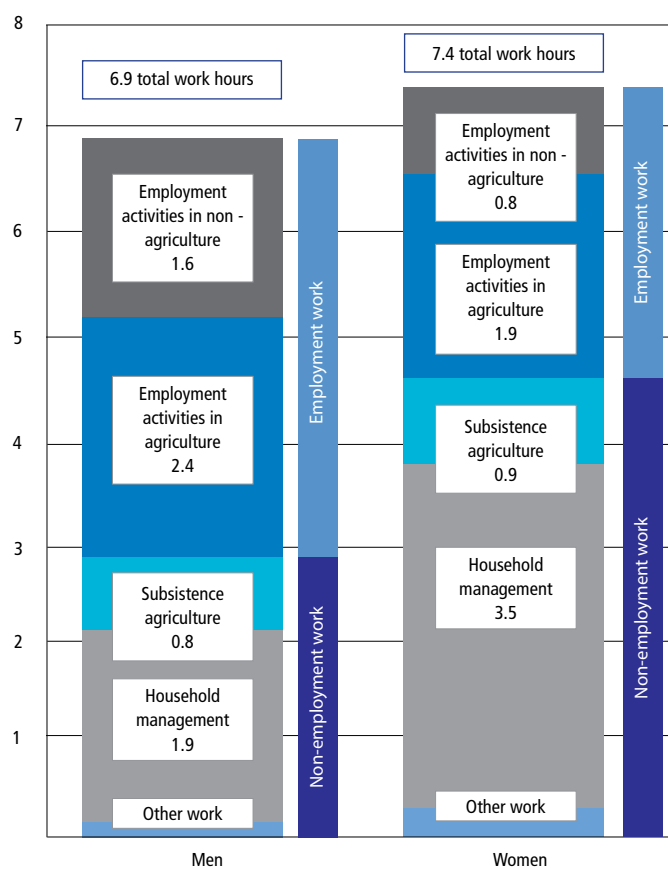 8
7
6
5
4
3
2
1
6.9 total work hours
Employment
activities in non -
agriculture
1.6
Employment
activities in
agriculture
2.4
Subsistence
agriculture
0.8
Household
management
1.9
Other work
Employment work
Non-employment work
7.4 total work hours
Employment
activities in non -
agriculture
0.8
Employment
activities in
agriculture
1.9
Subsistence
agriculture
0.9
Household
management
3.5
Other work
Employment work
Non-employment work
Men
Women